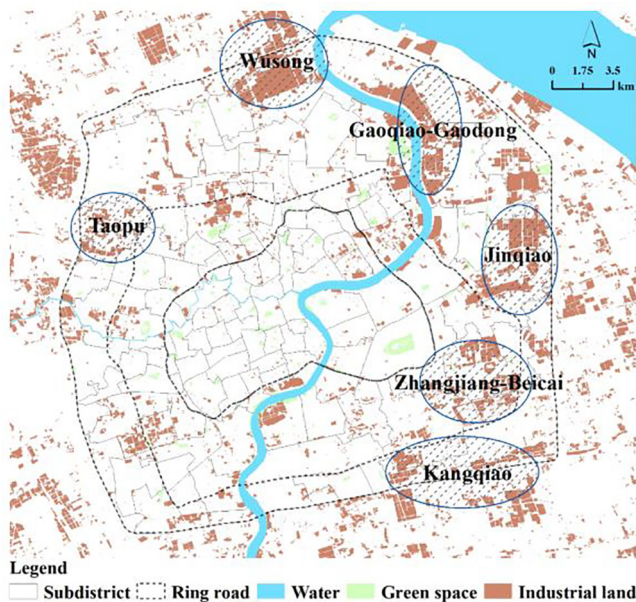 Wusong
N
0 1.75 3.5
km
Gaoqiao-Gaodong
Taopu
Jinqiao
Zhangjiang-Beicai
Kangqiao
Legend
Subdistrict Ring road Water Green space Industrial land